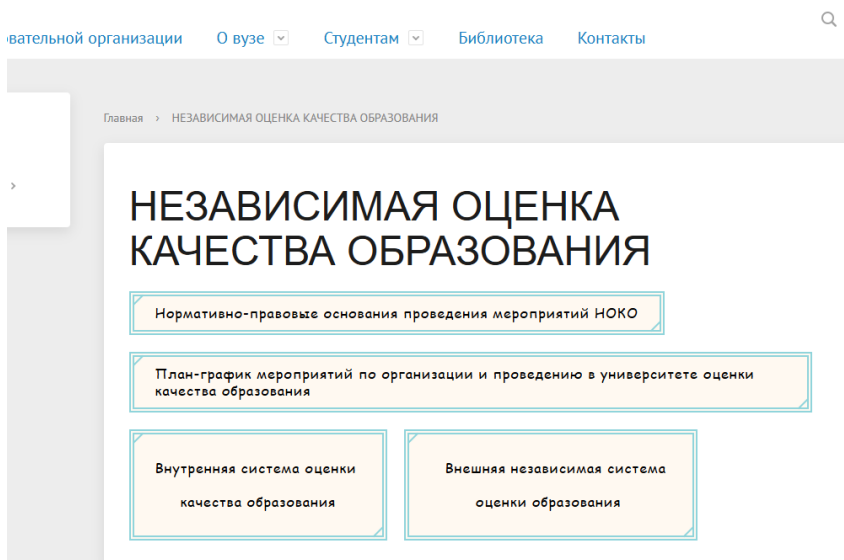 овательной организации О вузе Студентам Библиотека Контакты
Главная › НЕЗАВИСИМАЯ ОЦЕНКА КАЧЕСТВА ОБРАЗОВАНИЯ
НЕЗАВИСИМАЯ ОЦЕНКА
КАЧЕСТВА ОБРАЗОВАНИЯ
Нормативно-правовые основания проведения мероприятий НОКО
План-график мероприятий по организации и проведению в университете оценки
качества образования
Внутренняя система оценки
качества образования
Внешняя независимая система
оценки образования